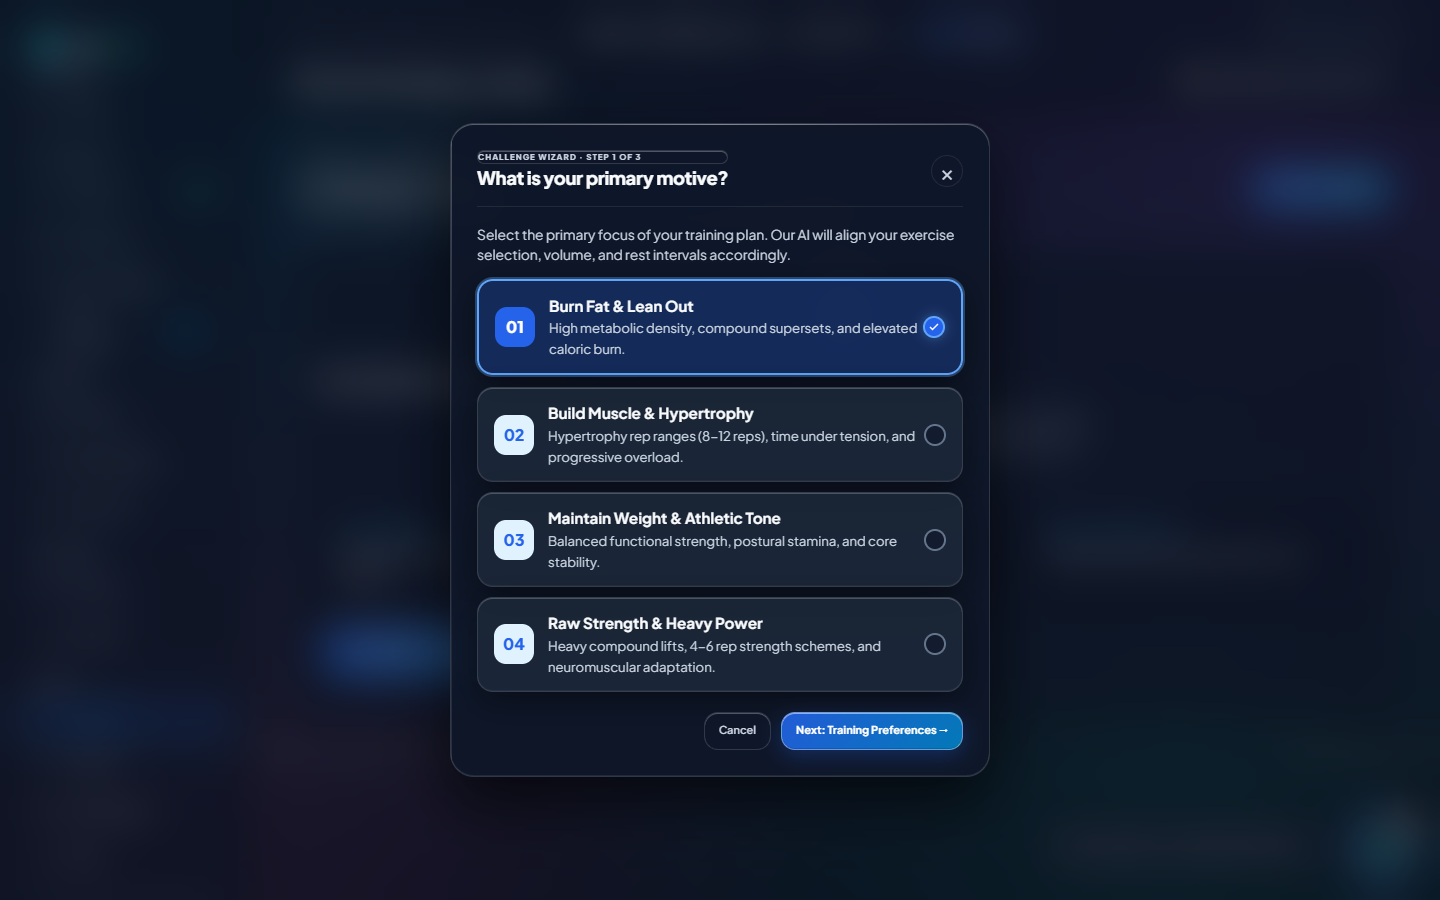 CHALLENGE WIZARD · STEP 1 OF 3
What is your primary motive?
Select the primary focus of your training plan. Our AI will align your exercise
selection, volume, and rest intervals accordingly.
01
Burn Fat & Lean Out
High metabolic density, compound supersets, and elevated
caloric burn.
02
Build Muscle & Hypertrophy
Hypertrophy rep ranges (8–12 reps), time under tension, and
progressive overload.
03
Maintain Weight & Athletic Tone
Balanced functional strength, postural stamina, and core
stability.
04
Raw Strength & Heavy Power
Heavy compound lifts, 4–6 rep strength schemes, and
neuromuscular adaptation.
Cancel
Next: Training Preferences →